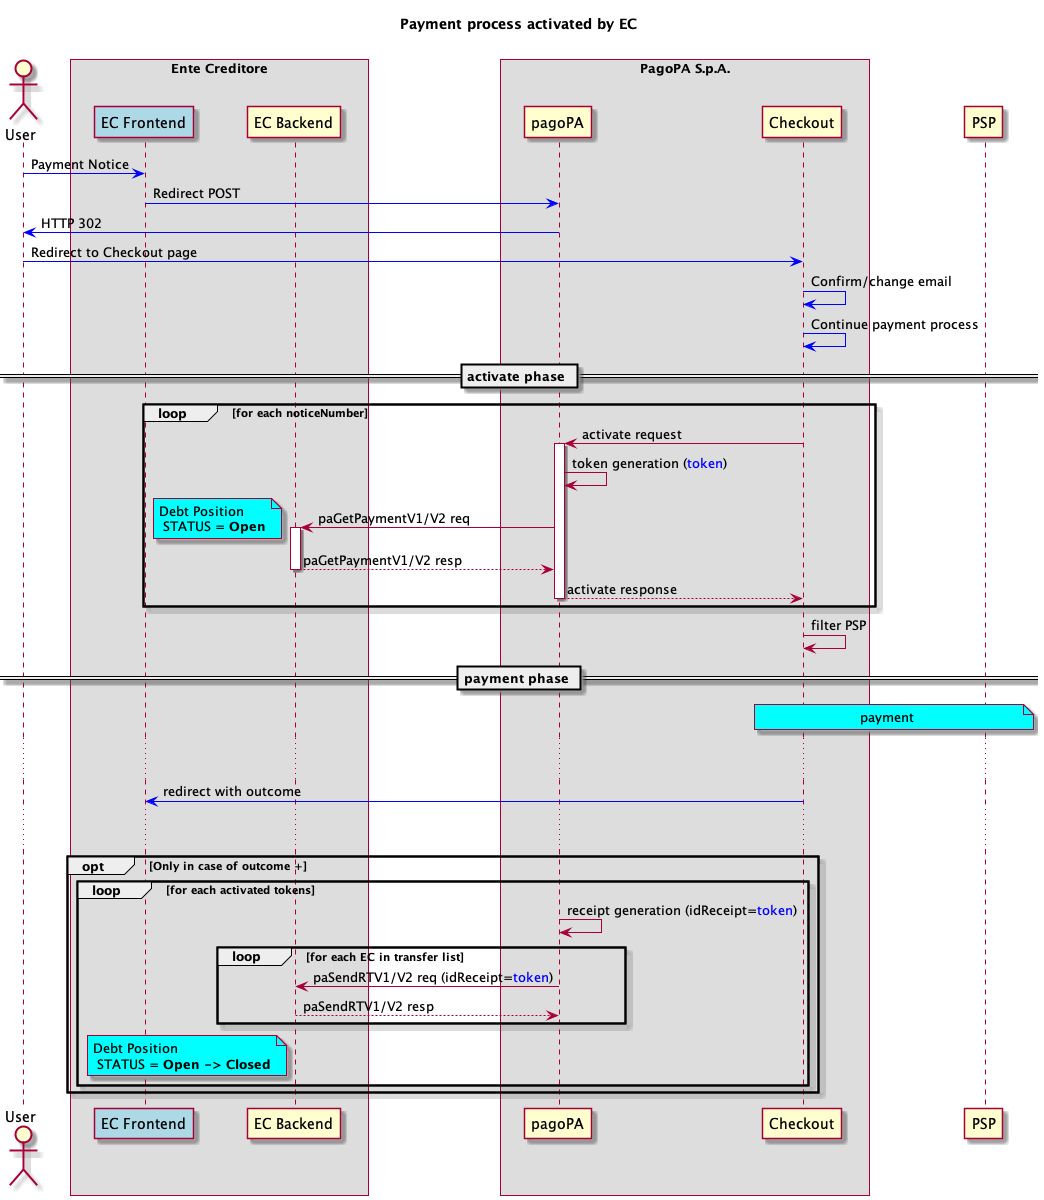 Payment process activated by EC
Ente Creditore
PagoPA S.p.A.
User
EC Frontend
EC Backend
pagoPA
Checkout
PSP
Payment Notice
Redirect POST
HTTP 302
Redirect to Checkout page
Confirm/change email
Continue payment process
activate phase
loop [for each noticeNumber]
activate request
token generation (token)
Debt Position
STATUS = Open
paGetPaymentV1/V2 req
paGetPaymentV1/V2 resp
activate response
filter PSP
payment phase
payment
redirect with outcome
opt [Only in case of outcome +]
loop [for each activated tokens]
receipt generation (idReceipt=token)
loop [for each EC in transfer list]
paSendRTV1/V2 req (idReceipt=token)
paSendRTV1/V2 resp
Debt Position
STATUS = Open -> Closed
User
EC Frontend
EC Backend
pagoPA
Checkout
PSP